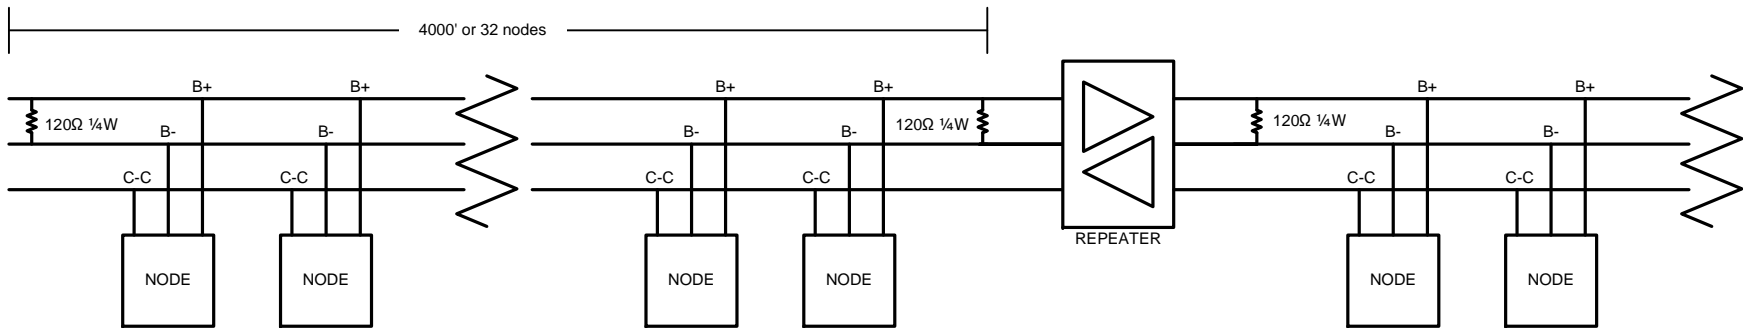 4000' or 32 nodes
B+ B+ B+ B+ B+ B+
120Ω ¼W 120Ω ¼W 120Ω ¼W
B- B- B- B- B- B-
C-C C-C C-C C-C C-C C-C
REPEATER
NODE NODE NODE NODE NODE NODE